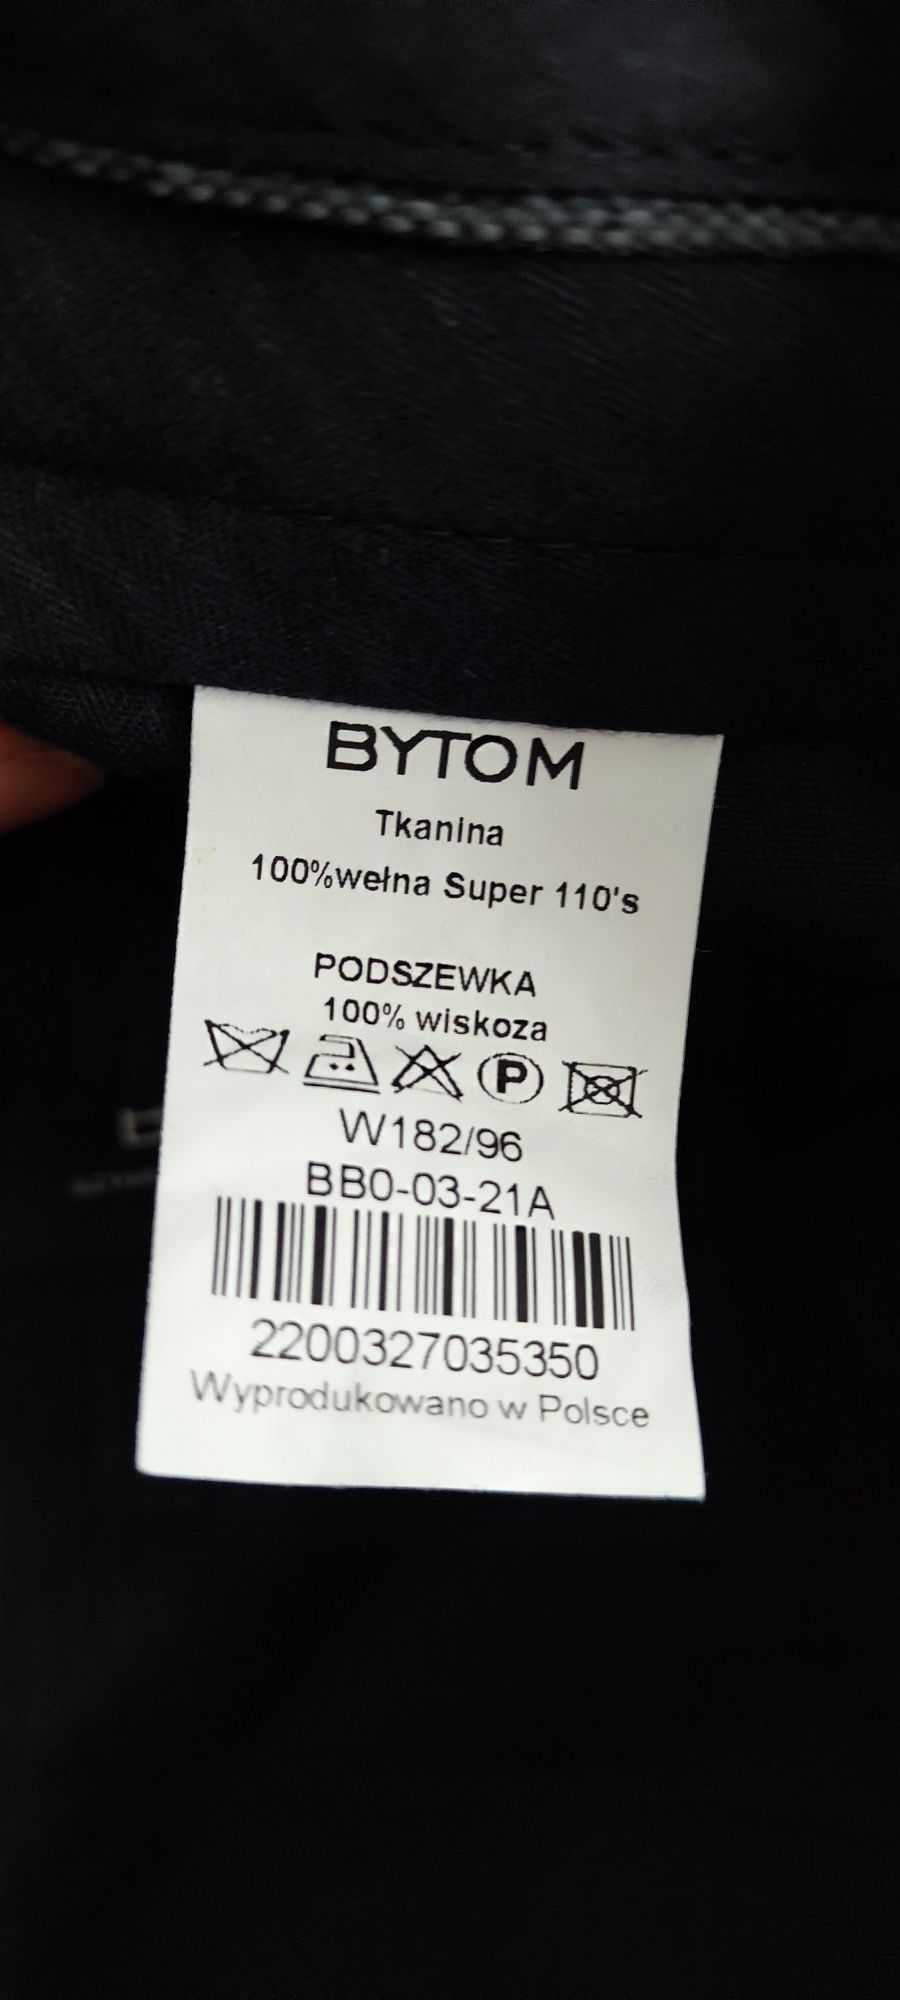 BYTOM
Tkanina
100%wełna Super 110's
PODSZEWKA
100% wiskoza
P
W182/96
BB0-03-21A
2200327035350
Wyprodukowano w Polsce